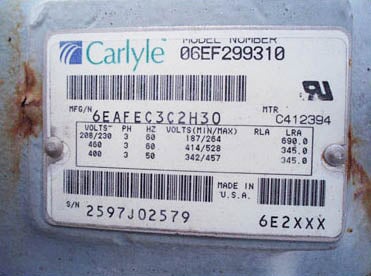 Carlyle™
MODEL NUMBER
06EF299310
MFG/N 6EAFEC3C2H30 MTR C412394
VOLTS PH HZ VOLTS(MIN/MAX) RLA LRA
208/230 3 60 187/264 690.0
460 3 60 414/528 345.0
400 3 50 342/457 345.0
MADE IN
U.S.A.
S/N 2597J02579 6E2XXX